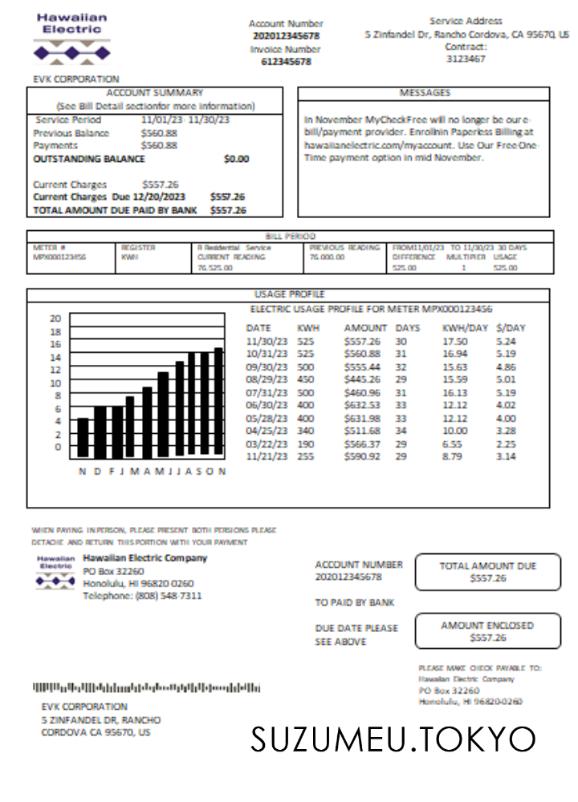 Hawaiian
Electric
Account Number
202012345678
Invoice Number
612345678
Service Address
5 Zinfandel Dr, Rancho Cordova, CA 95670, US
Contract:
3123467
EVK CORPORATION
ACCOUNT SUMMARY
(See Bill Detail sectionfor more information)
Service Period 11/01/23- 11/30/23
Previous Balance $560.88
Payments $560.88
OUTSTANDING BALANCE $0.00
Current Charges $557.26
Current Charges Due 12/20/2023 $557.26
TOTAL AMOUNT DUE PAID BY BANK $557.26
MESSAGES
In November MyCheckFree will no longer be our e-
bill/payment provider. Enrollnin Paperless Billing at
hawaiianelectric.com/myaccount. Use Our Free One-
Time payment option in mid November.
BILL PERIOD
METER # REGISTER R Residential Service PREVIOUS READING FROM11/01/23 TO 11/30/23 30 DAYS
MPX000123456 KWH CURRENT READING 76.000.00 DIFFERENCE MULTIPLIER USAGE
76,525.00 525.00 1 525.00
USAGE PROFILE
ELECTRIC USAGE PROFILE FOR METER MPX000123456
DATE KWH AMOUNT DAYS KWH/DAY $/DAY
11/30/23 525 $557.26 30 17.50 5.24
10/31/23 525 $560.88 31 16.94 5.19
09/30/23 500 $555.44 32 15.63 4.86
08/29/23 450 $445.26 29 15.59 5.01
07/31/23 500 $460.96 31 16.13 5.19
06/30/23 400 $632.53 33 12.12 4.02
05/28/23 400 $631.98 33 12.12 4.00
04/25/23 340 $511.68 34 10.00 3.28
03/22/23 190 $566.37 29 6.55 2.25
11/21/23 255 $590.92 29 8.79 3.14
20
18
16
14
12
10
8
6
4
2
0
N D F J M A M J J A S O N
WHEN PAYING IN PERSON, PLEASE PRESENT BOTH PERSIONS PLEASE
DETACHE AND RETURN THIS PORTION WITH YOUR PAYMENT
Hawaiian
Electric
Hawaiian Electric Company
PO Box 32260
Honolulu, HI 96820-0260
Telephone: (808) 548-7311
ACCOUNT NUMBER
202012345678
TO PAID BY BANK
DUE DATE PLEASE
SEE ABOVE
TOTAL AMOUNT DUE
$557.26
AMOUNT ENCLOSED
$557.26
PLEASE MAKE CHECK PAYABLE TO:
Hawaiian Electric Company
PO Box 32260
Honolulu, HI 96820-0260
EVK CORPORATION
5 ZINFANDEL DR, RANCHO
CORDOVA CA 95670, US
SUZUMEU.TOKYO